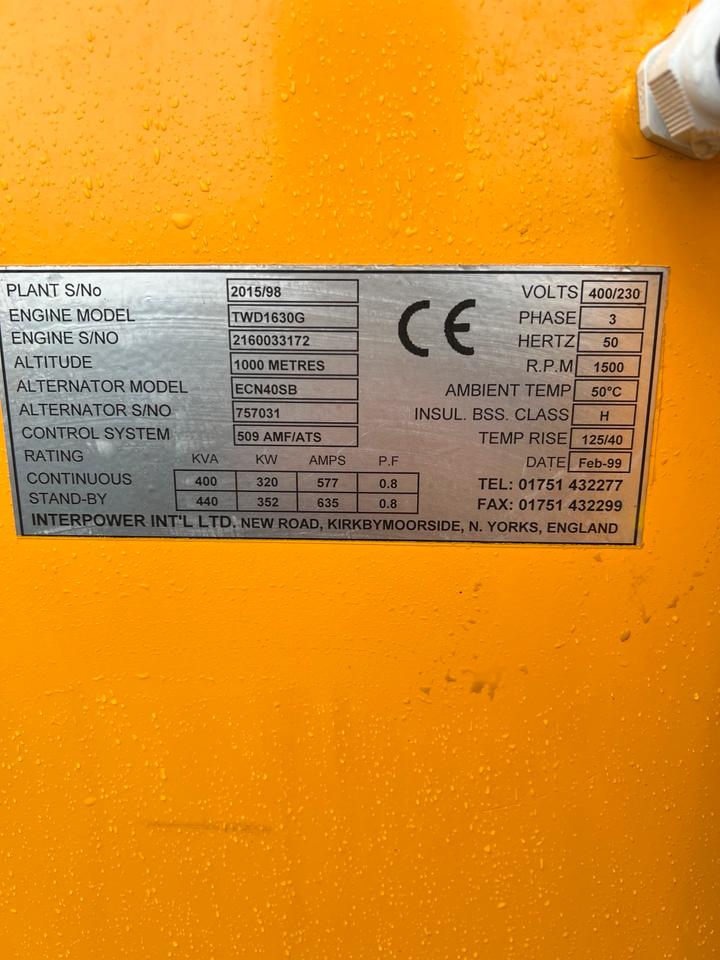 PLANT S/No 2015/98
ENGINE MODEL TWD1630G
ENGINE S/NO 2160033172
ALTITUDE 1000 METRES
ALTERNATOR MODEL ECN40SB
ALTERNATOR S/NO 757031
CONTROL SYSTEM 509 AMF/ATS
CE
VOLTS 400/230
PHASE 3
HERTZ 50
R.P.M 1500
AMBIENT TEMP 50°C
INSUL. BSS. CLASS H
TEMP RISE 125/40
DATE Feb-99
RATING KVA KW AMPS P.F
CONTINUOUS 400 320 577 0.8
STAND-BY 440 352 635 0.8
TEL: 01751 432277
FAX: 01751 432299
INTERPOWER INT'L LTD. NEW ROAD, KIRKBYMOORSIDE, N. YORKS, ENGLAND